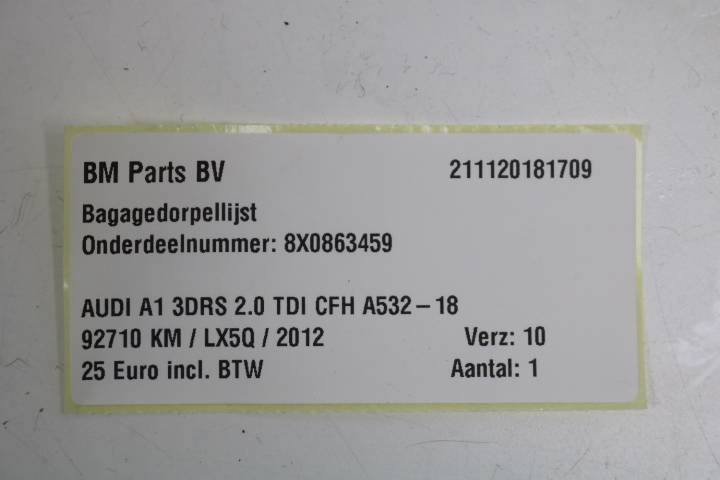 BM Parts BV 211120181709
Bagagedorpellijst
Onderdeelnummer: 8X0863459
AUDI A1 3DRS 2.0 TDI CFH A532-18
92710 KM / LX5Q / 2012 Verz: 10
25 Euro incl. BTW Aantal: 1